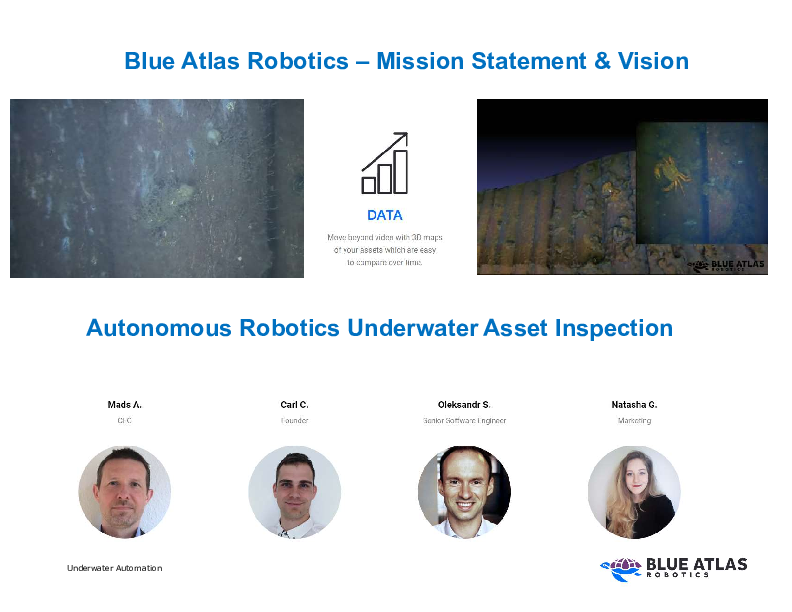 Blue Atlas Robotics – Mission Statement & Vision
DATA
Move beyond video with 3D maps
of your assets which are easy
to compare over time.
BLUE ATLAS
ROBOTICS
Autonomous Robotics Underwater Asset Inspection
Mads A.
Carl C.
Oleksandr S.
Natasha G.
CEO
Founder
Senior Software Engineer
Marketing
Underwater Automation
BLUE ATLAS
ROBOTICS